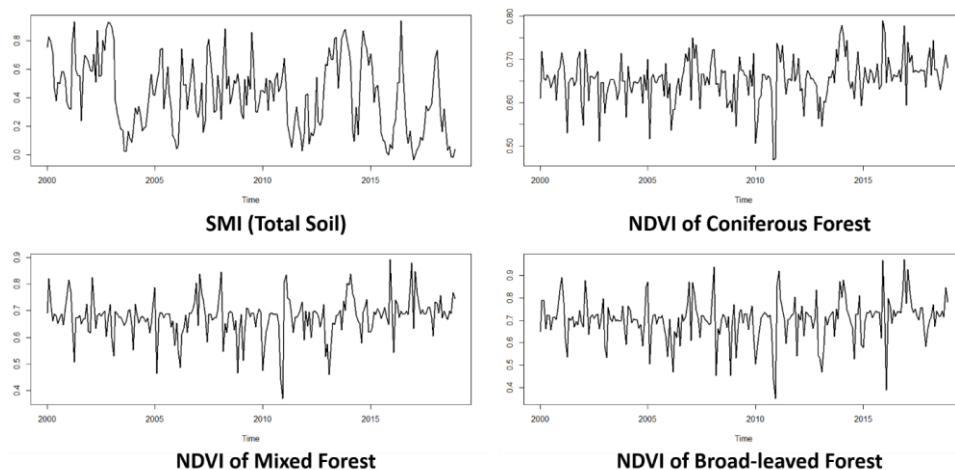 0.0 0.2 0.4 0.6 0.8
2000 2005 2010 2015
Time
SMI (Total Soil)
0.50 0.60 0.70 0.80
2000 2005 2010 2015
Time
NDVI of Coniferous Forest
0.4 0.5 0.6 0.7 0.8 0.9
2000 2005 2010 2015
Time
NDVI of Mixed Forest
0.4 0.5 0.6 0.7 0.8 0.9
2000 2005 2010 2015
Time
NDVI of Broad-leaved Forest